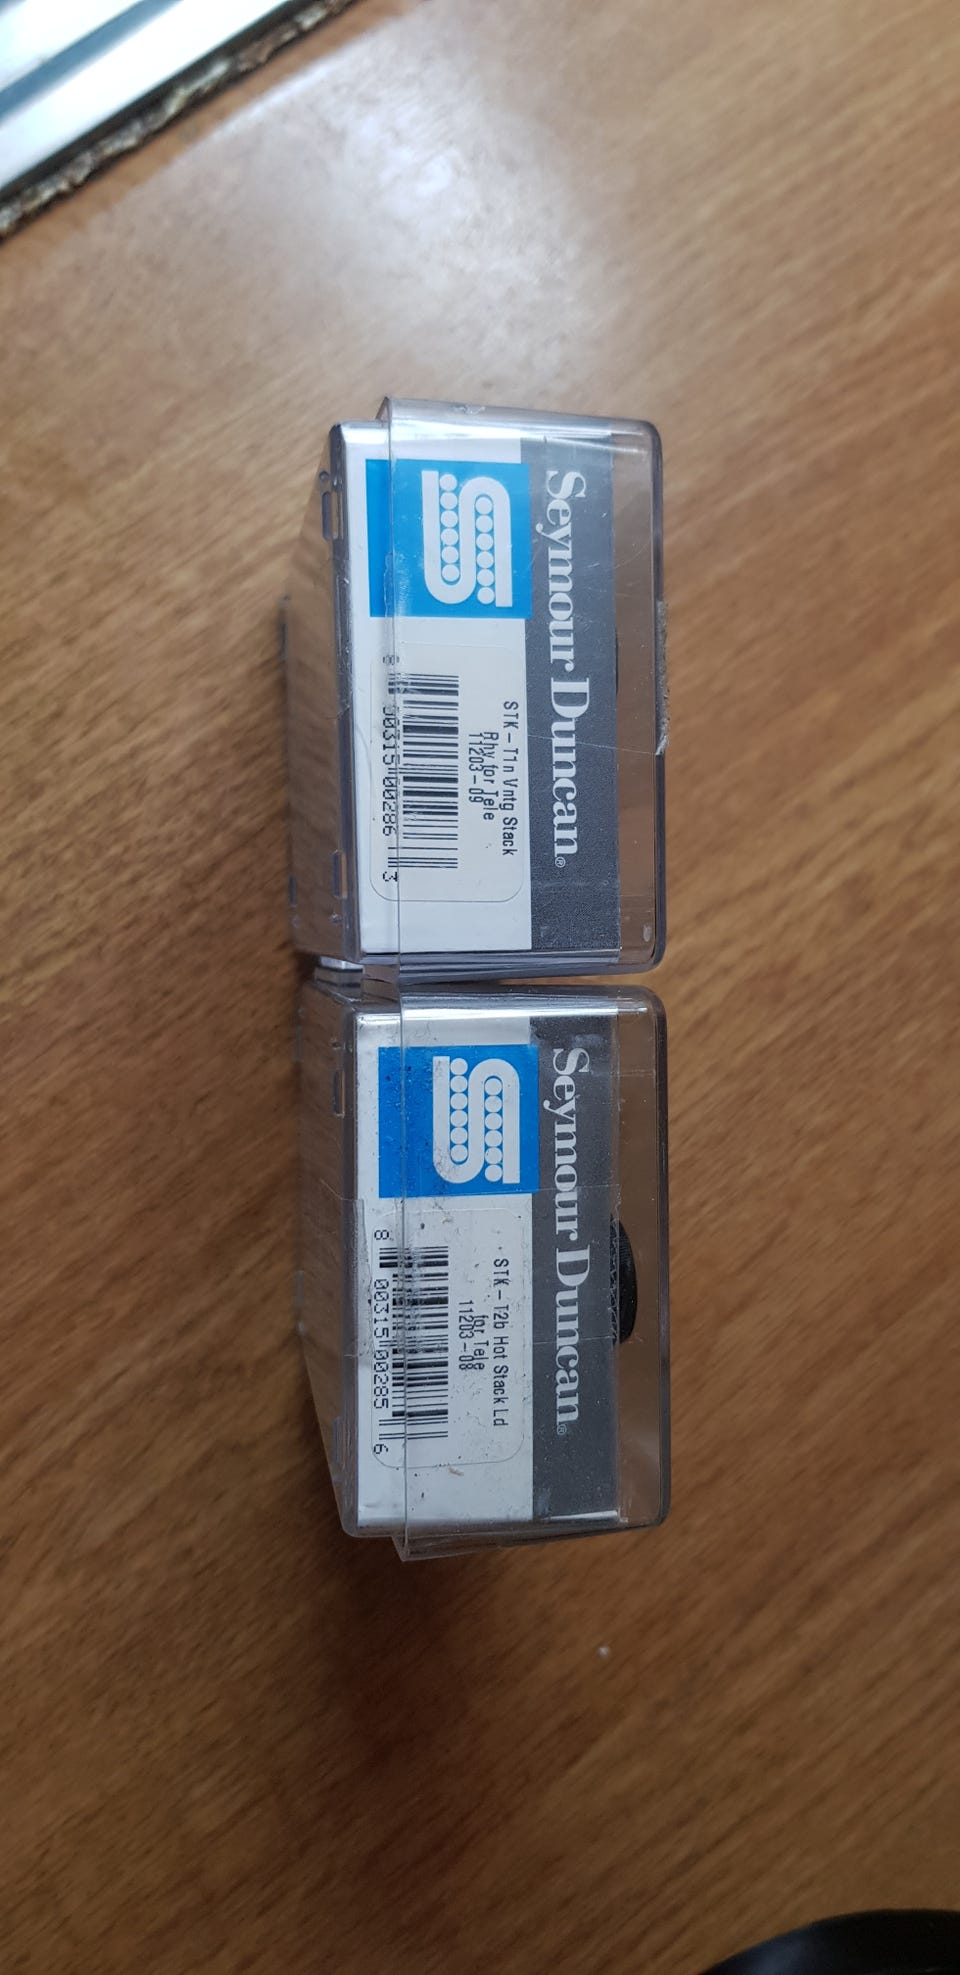 Seymour Duncan®
STK-T1n Vntg Stack
Rhy for Tele
11203-09
8 00315 00286 3
Seymour Duncan®
STK-T2b Hot Stack Ld
for Tele
11203-08
8 00315 00285 6